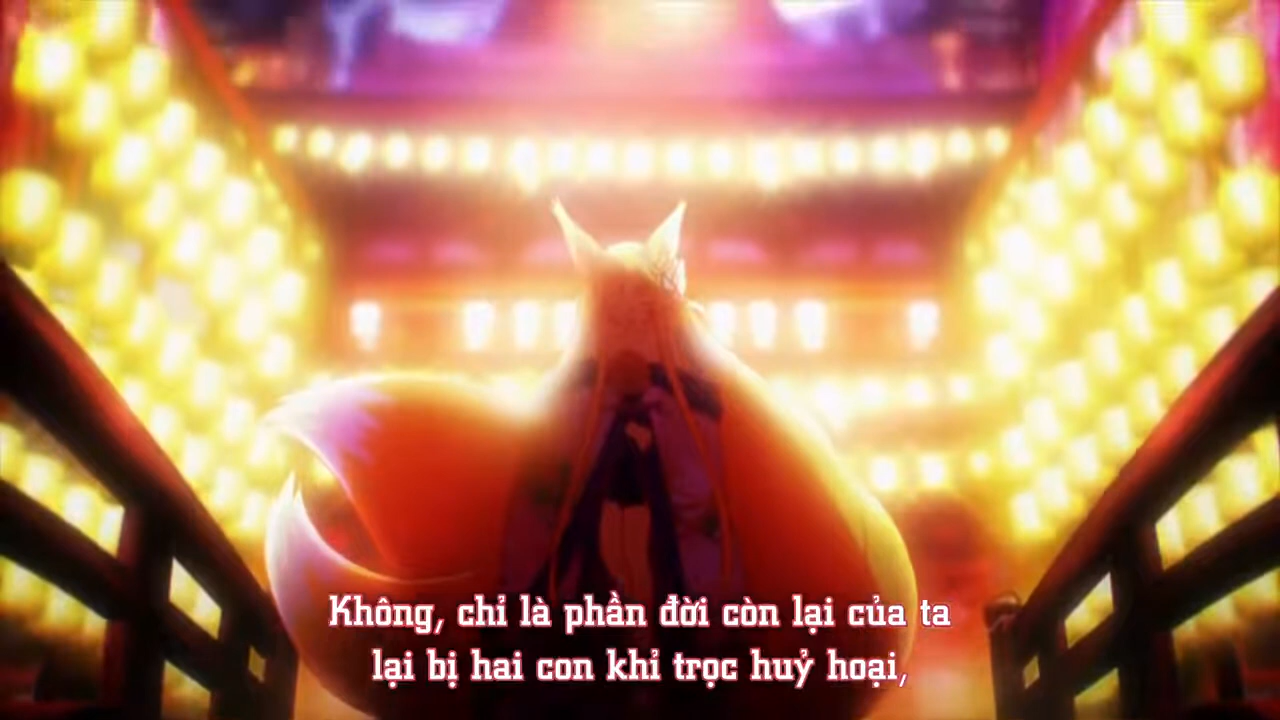 Không, chỉ là phần đời còn lại của ta
lại bị hai con khỉ trọc huỷ hoại,